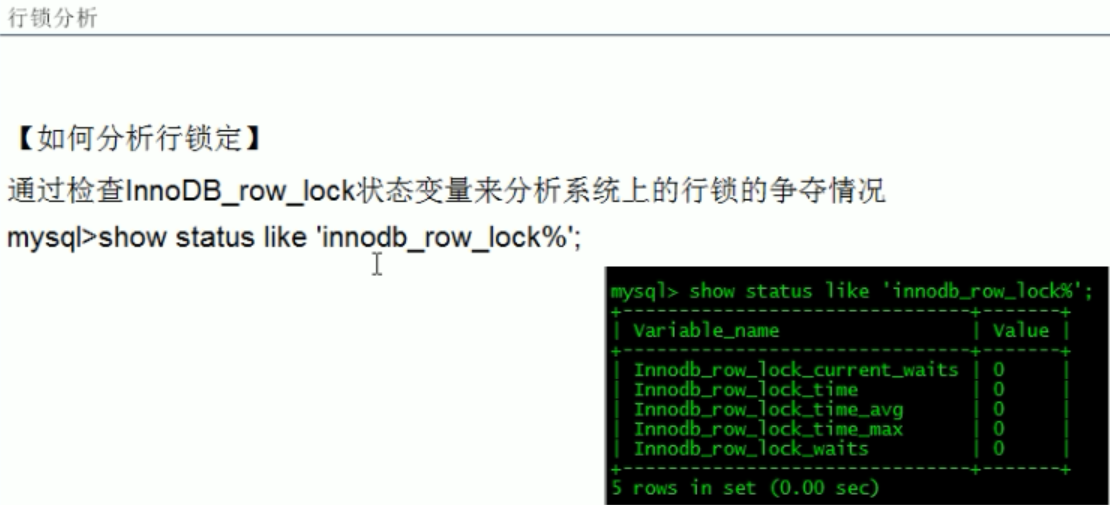 行锁分析
【如何分析行锁定】
通过检查InnoDB_row_lock状态变量来分析系统上的行锁的争夺情况
mysql>show status like 'innodb_row_lock%';
mysql> show status like 'innodb_row_lock%';
+-------------------------------+-------+
| Variable_name                 | Value |
+-------------------------------+-------+
| Innodb_row_lock_current_waits | 0     |
| Innodb_row_lock_time          | 0     |
| Innodb_row_lock_time_avg      | 0     |
| Innodb_row_lock_time_max      | 0     |
| Innodb_row_lock_waits         | 0     |
+-------------------------------+-------+
5 rows in set (0.00 sec)